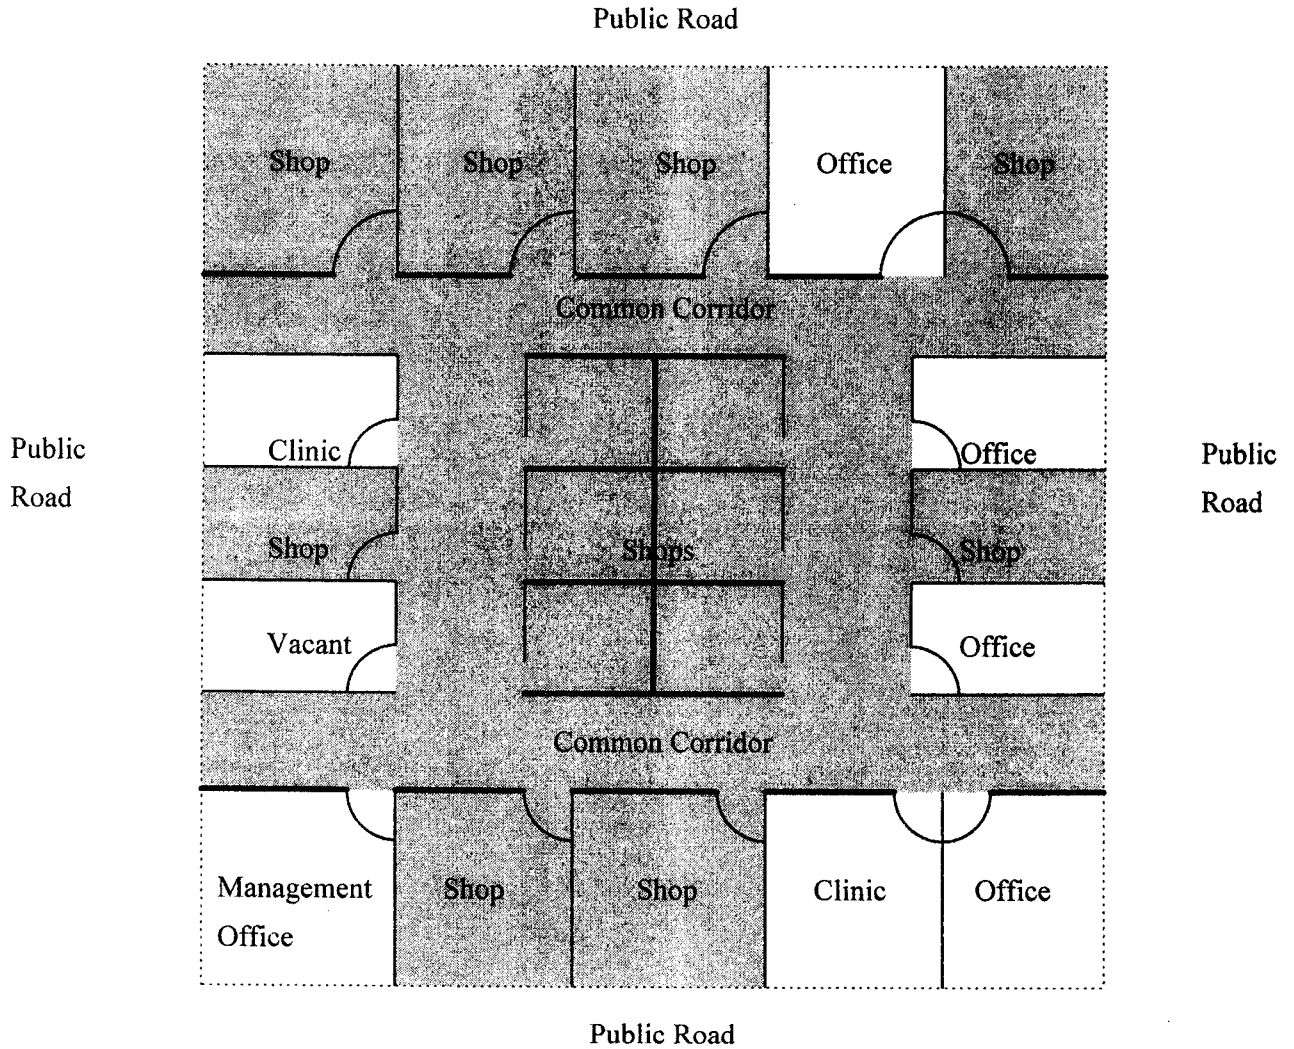 Public Road
Shop
Shop
Shop
Office
Shop
Common Corridor
Public
Road
Clinic
Office
Public
Road
Shop
Shops
Shop
Vacant
Office
Common Corridor
Management
Office
Shop
Shop
Clinic
Office
Public Road